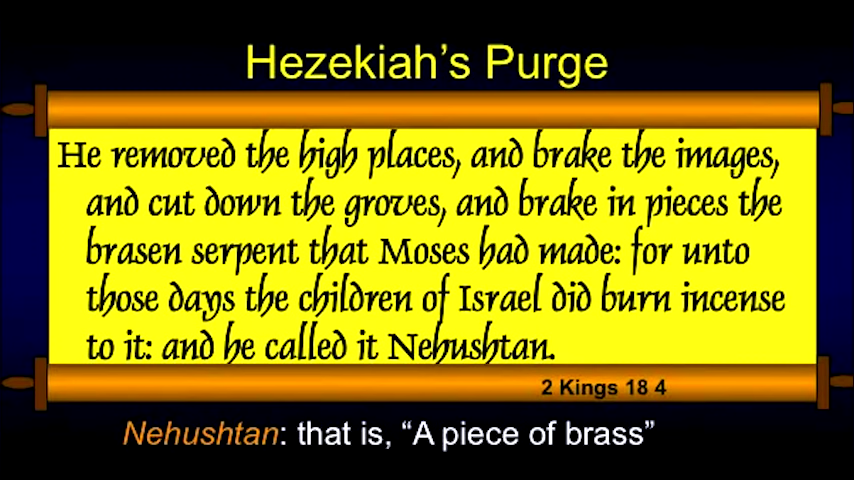 Hezekiah’s Purge
He removed the high places, and brake the images,
and cut down the groves, and brake in pieces the
brasen serpent that Moses had made: for unto
those days the children of Israel did burn incense
to it: and he called it Nehushtan.
2 Kings 18 4
Nehushtan: that is, “A piece of brass”